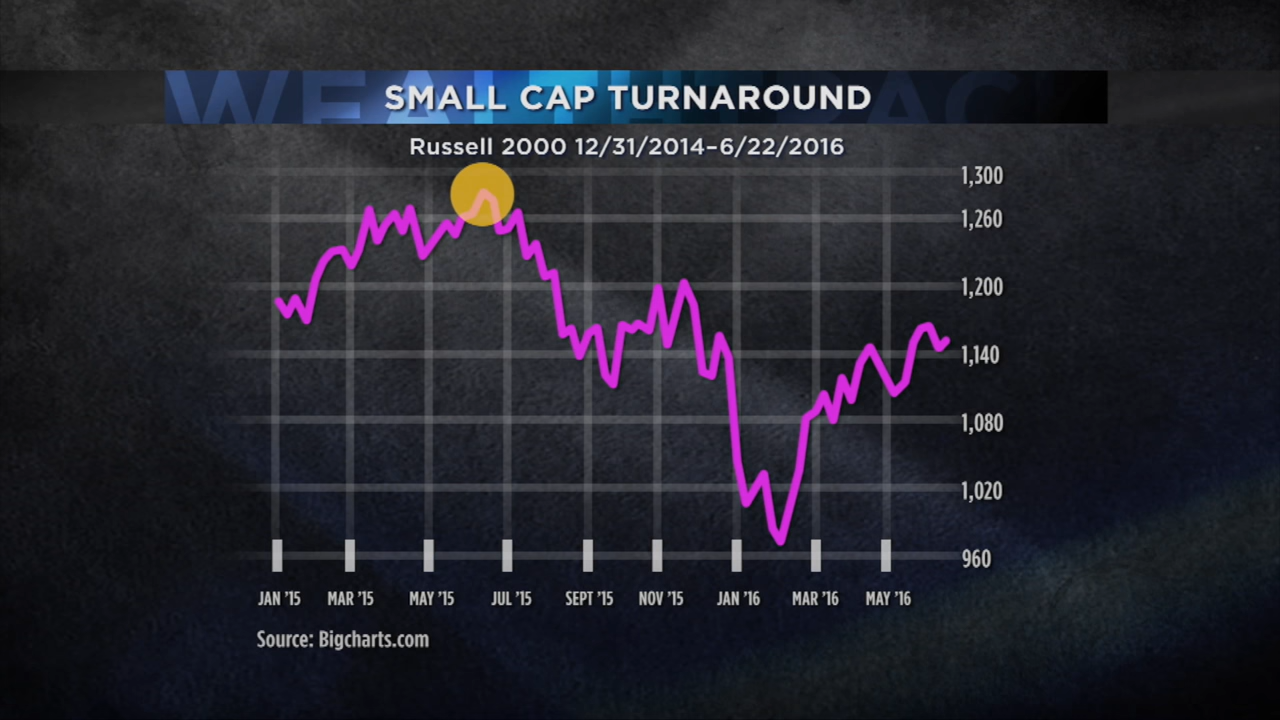 WEALTHTRACK
SMALL CAP TURNAROUND
Russell 2000 12/31/2014–6/22/2016
1,300
1,260
1,200
1,140
1,080
1,020
960
JAN '15 MAR '15 MAY '15 JUL '15 SEPT '15 NOV '15 JAN '16 MAR '16 MAY '16
Source: Bigcharts.com